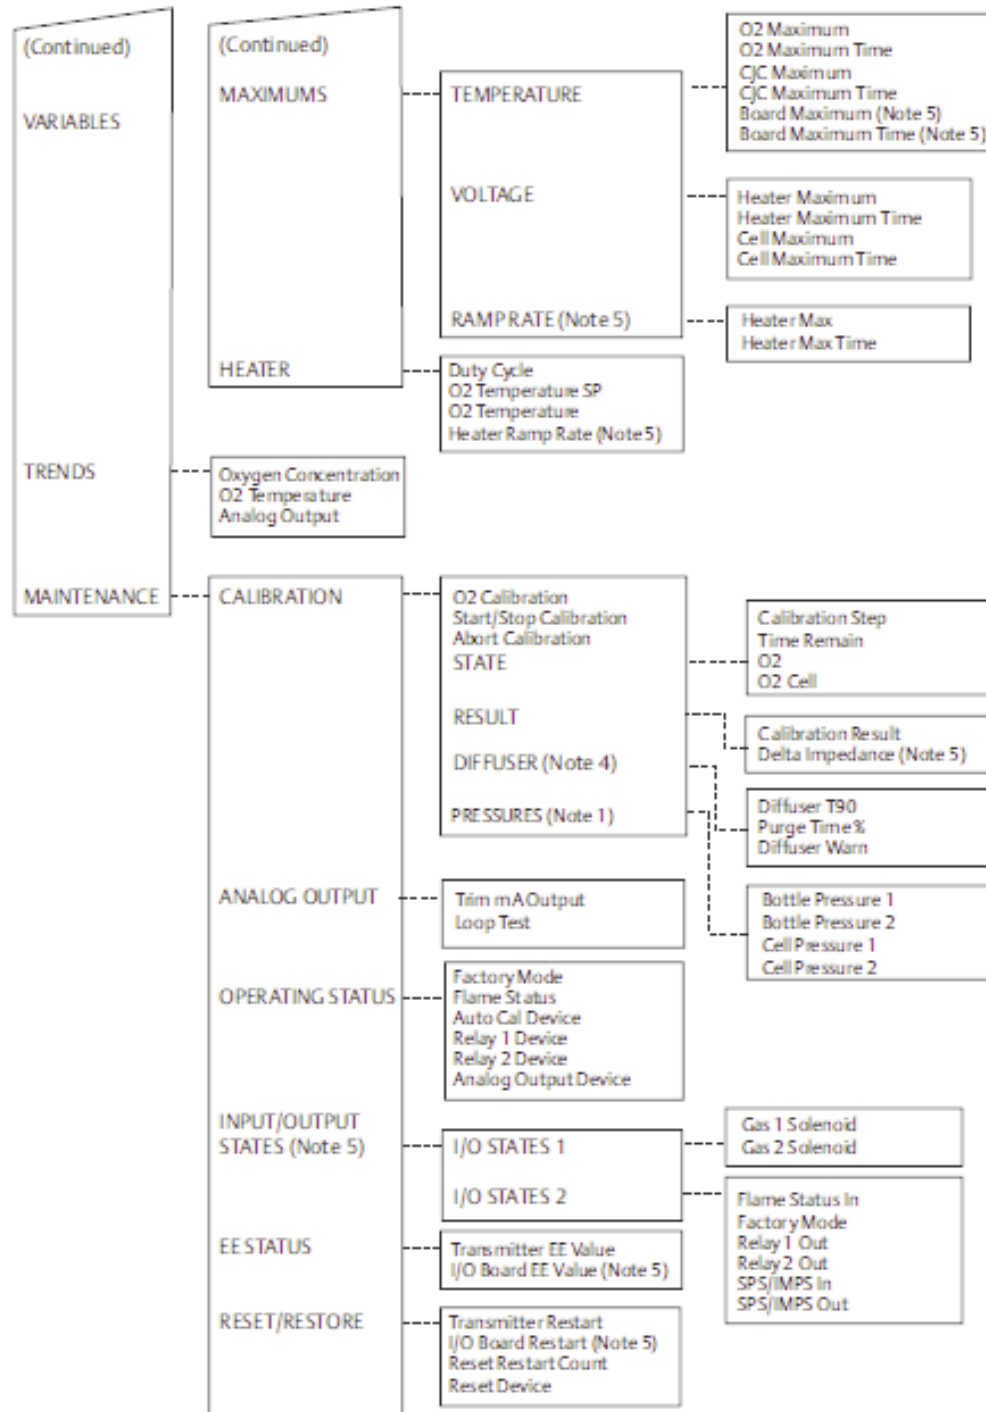 (Continued)
VARIABLES
TRENDS
MAINTENANCE
(Continued)
MAXIMUMS
HEATER
TEMPERATURE
VOLTAGE
RAMP RATE (Note 5)
O2 Maximum
O2 Maximum Time
CJC Maximum
CJC Maximum Time
Board Maximum (Note 5)
Board Maximum Time (Note 5)
Heater Maximum
Heater Maximum Time
Cell Maximum
Cell Maximum Time
Heater Max
Heater Max Time
Duty Cycle
O2 Temperature SP
O2 Temperature
Heater Ramp Rate (Note 5)
Oxygen Concentration
O2 Temperature
Analog Output
CALIBRATION
ANALOG OUTPUT
OPERATING STATUS
INPUT/OUTPUT
STATES (Note 5)
EE STATUS
RESET/RESTORE
O2 Calibration
Start/Stop Calibration
Abort Calibration
STATE
RESULT
DIFFUSER (Note 4)
PRESSURES (Note 1)
Calibration Step
Time Remain
O2
O2 Cell
Calibration Result
Delta Impedance (Note 5)
Diffuser T90
Purge Time %
Diffuser Warn
Bottle Pressure 1
Bottle Pressure 2
Cell Pressure 1
Cell Pressure 2
Trim mA Output
Loop Test
Factory Mode
Flame Status
Auto Cal Device
Relay 1 Device
Relay 2 Device
Analog Output Device
I/O STATES 1
I/O STATES 2
Gas 1 Solenoid
Gas 2 Solenoid
Flame Status In
Factory Mode
Relay 1 Out
Relay 2 Out
SPS/IMPS In
SPS/IMPS Out
Transmitter EE Value
I/O Board EE Value (Note 5)
Transmitter Restart
I/O Board Restart (Note 5)
Reset Restart Count
Reset Device